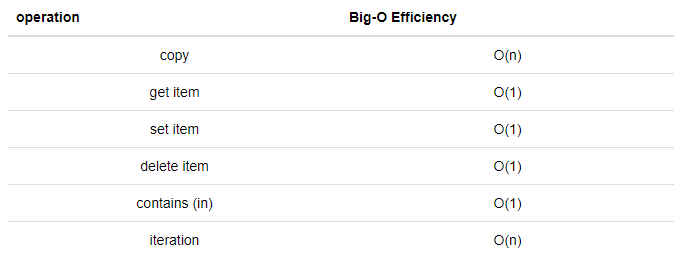 operation Big-O Efficiency
copy O(n)
get item O(1)
set item O(1)
delete item O(1)
contains (in) O(1)
iteration O(n)